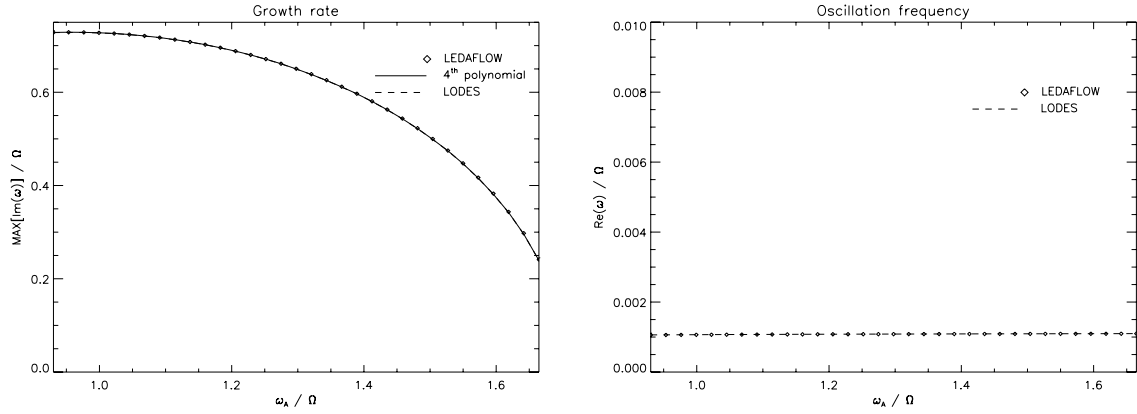 Growth rate
LEDAFLOW
4th polynomial
LODES
MAX[Im(ω)] / Ω
0.6
0.4
0.2
0.0
1.0 1.2 1.4 1.6
ω_A / Ω
Oscillation frequency
LEDAFLOW
LODES
Re(ω) / Ω
0.010
0.008
0.006
0.004
0.002
0.000
1.0 1.2 1.4 1.6
ω_A / Ω